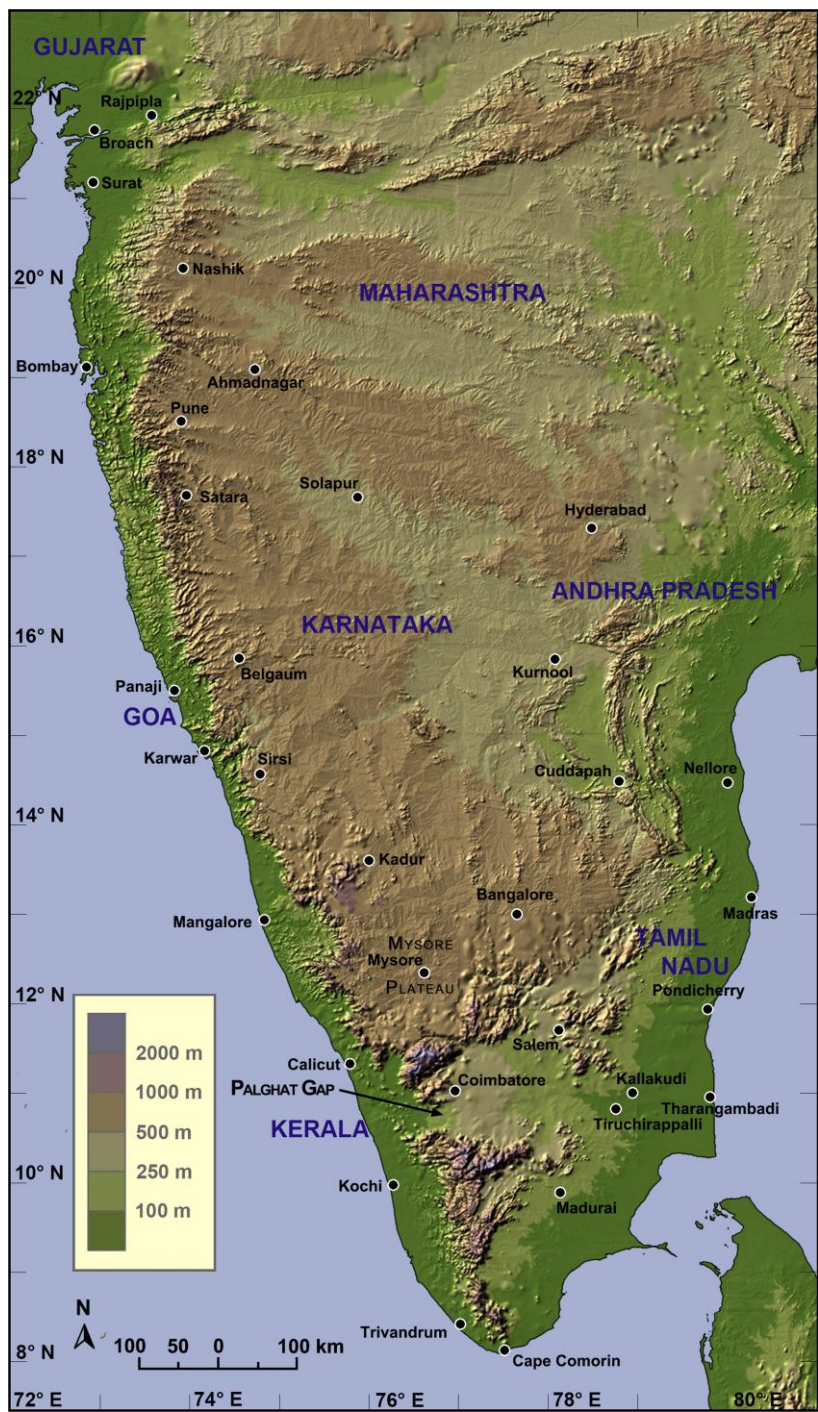 GUJARAT
22° N
Rajpipla
Broach
Surat
20° N
Nashik
MAHARASHTRA
Bombay
Ahmadnagar
Pune
18° N
Solapur
Satara
Hyderabad
ANDHRA PRADESH
KARNATAKA
16° N
Belgaum
Kurnool
Panaji
GOA
Karwar
Sirsi
Cuddapah
Nellore
14° N
Kadur
Bangalore
Madras
Mangalore
TAMIL
NADU
MYSORE
Mysore
PLATEAU
12° N
Pondicherry
2000 m
1000 m
500 m
250 m
100 m
Salem
Calicut
Coimbatore
Kallakudi
PALGHAT GAP
Tharangambadi
Tiruchirappalli
KERALA
10° N
Kochi
Madurai
N
100 50 0 100 km
Trivandrum
8° N
Cape Comorin
72° E 74° E 76° E 78° E 80° E